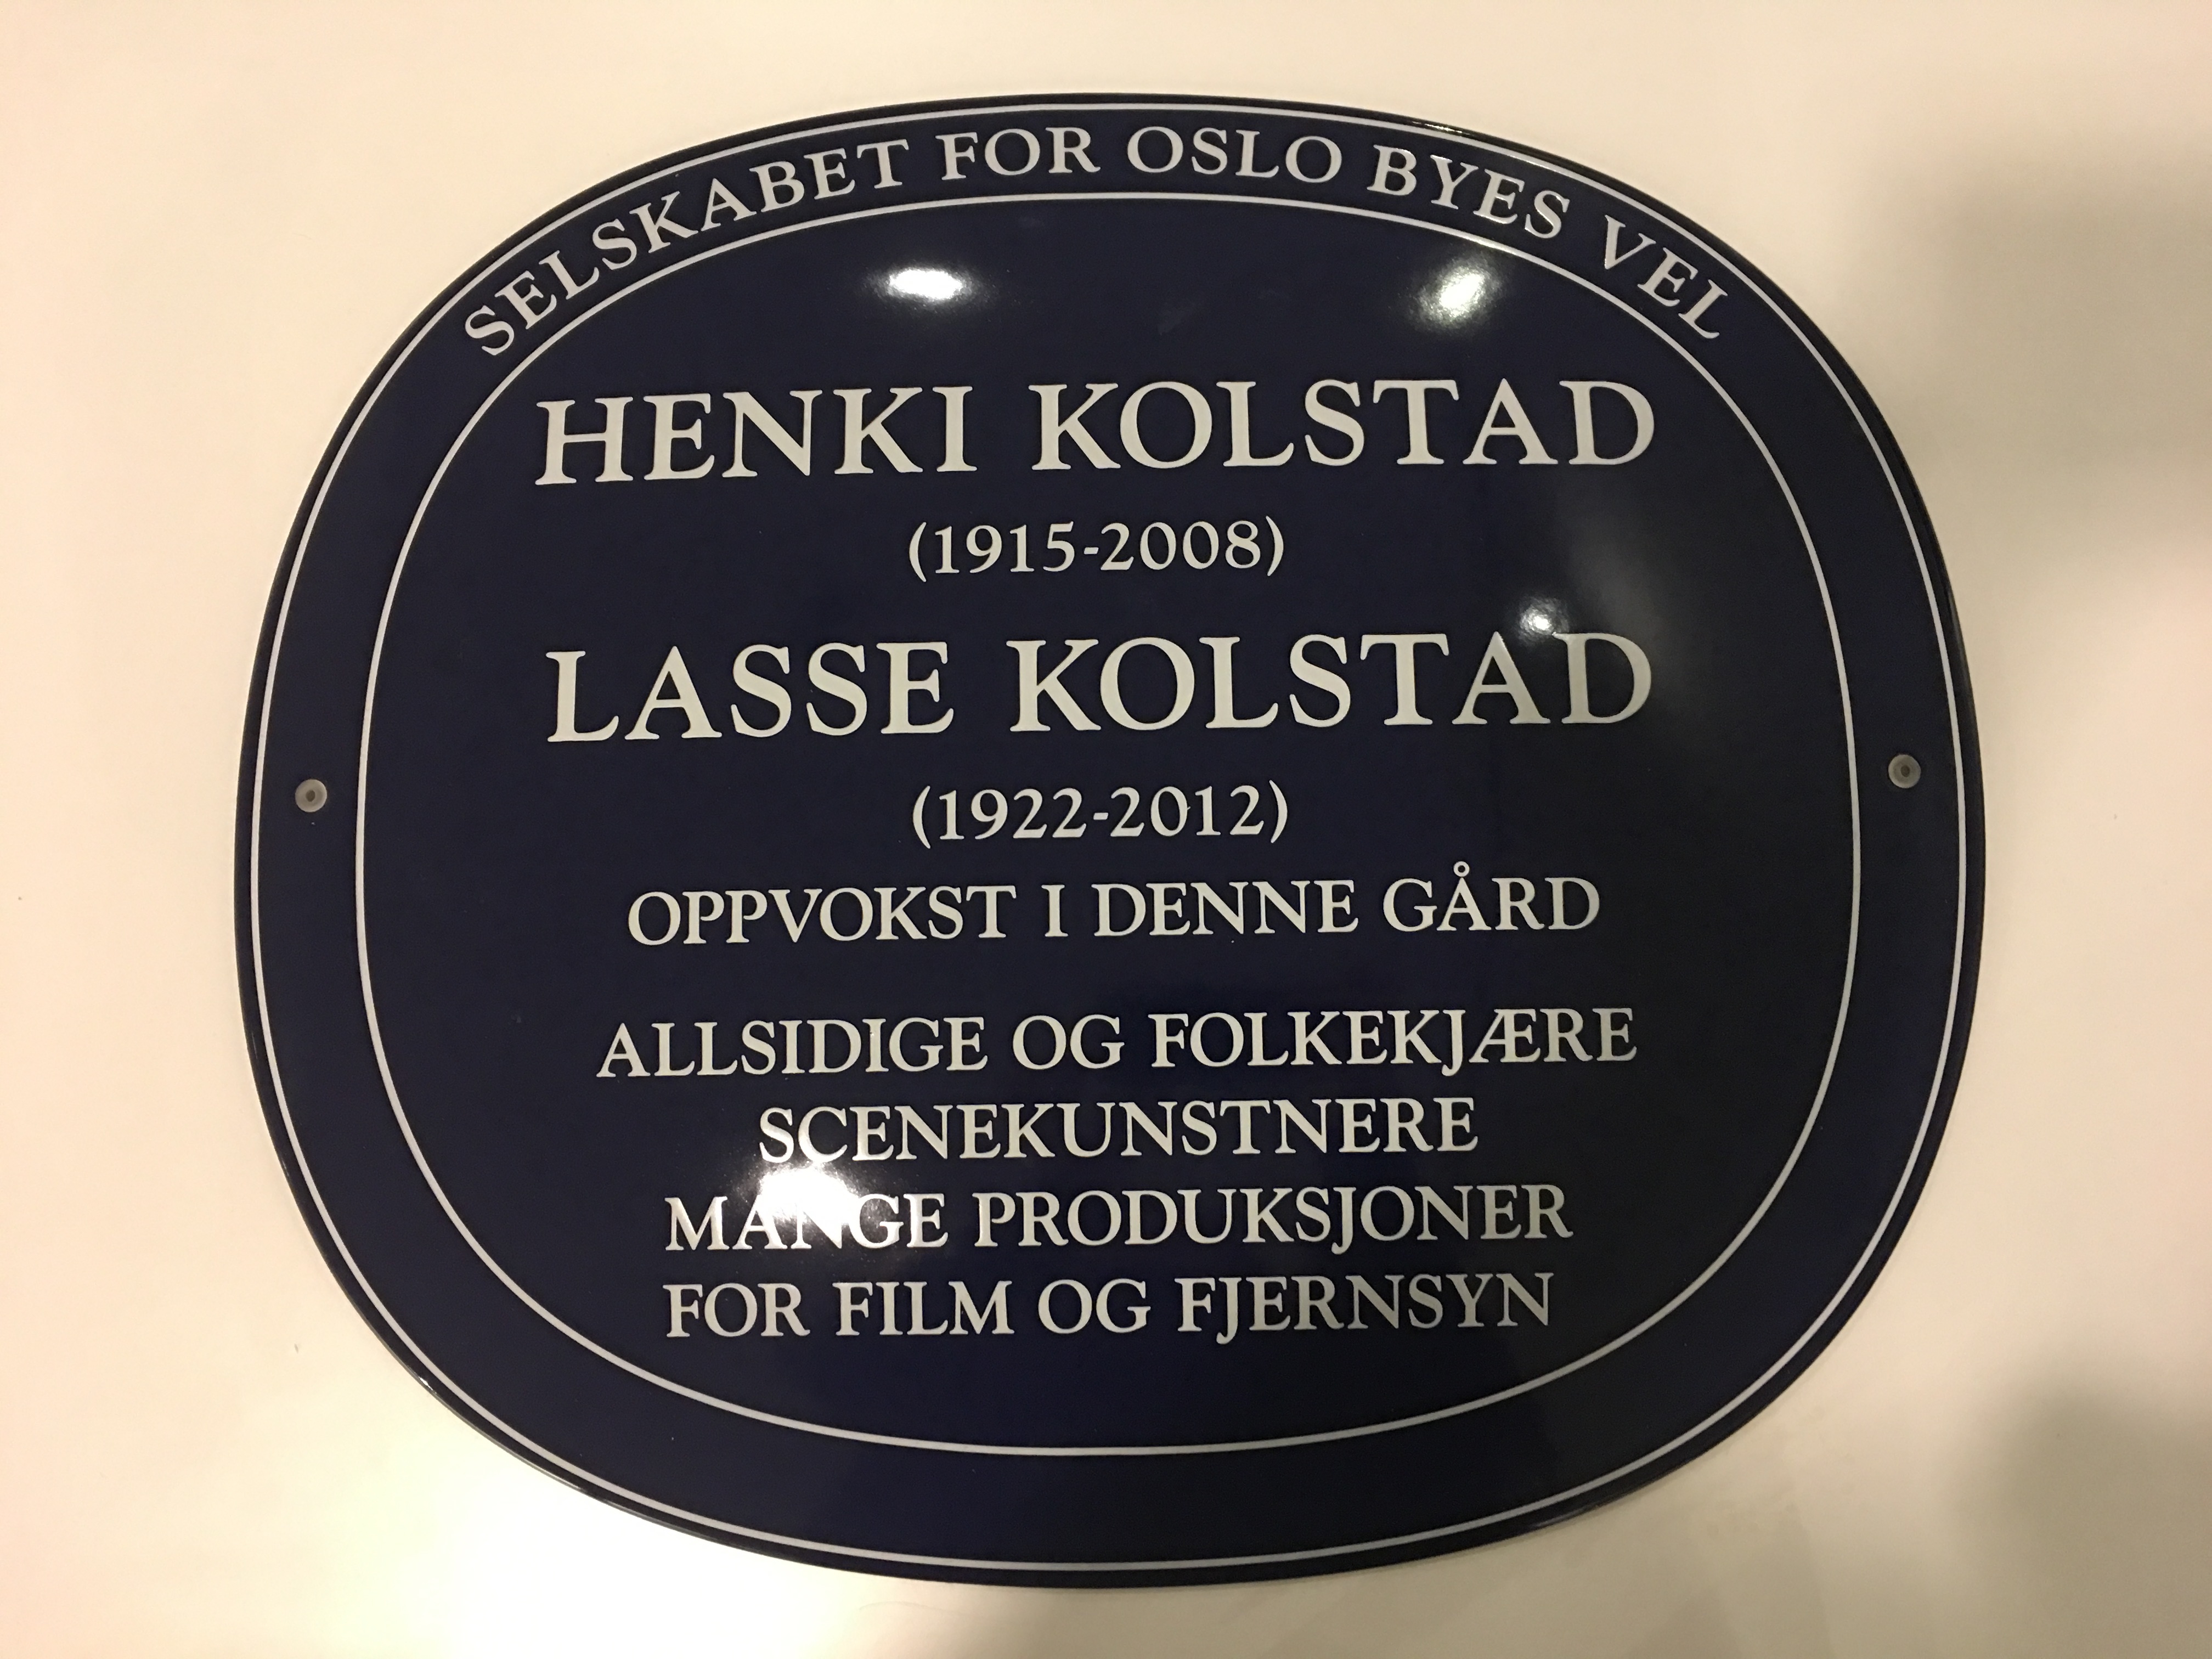 SELSKABET FOR OSLO BYES VEL
HENKI KOLSTAD
(1915-2008)
LASSE KOLSTAD
(1922-2012)
OPPVOKST I DENNE GÅRD
ALLSIDIGE OG FOLKEKJÆRE
SCENEKUNSTNERE
MANGE PRODUKSJONER
FOR FILM OG FJERNSYN